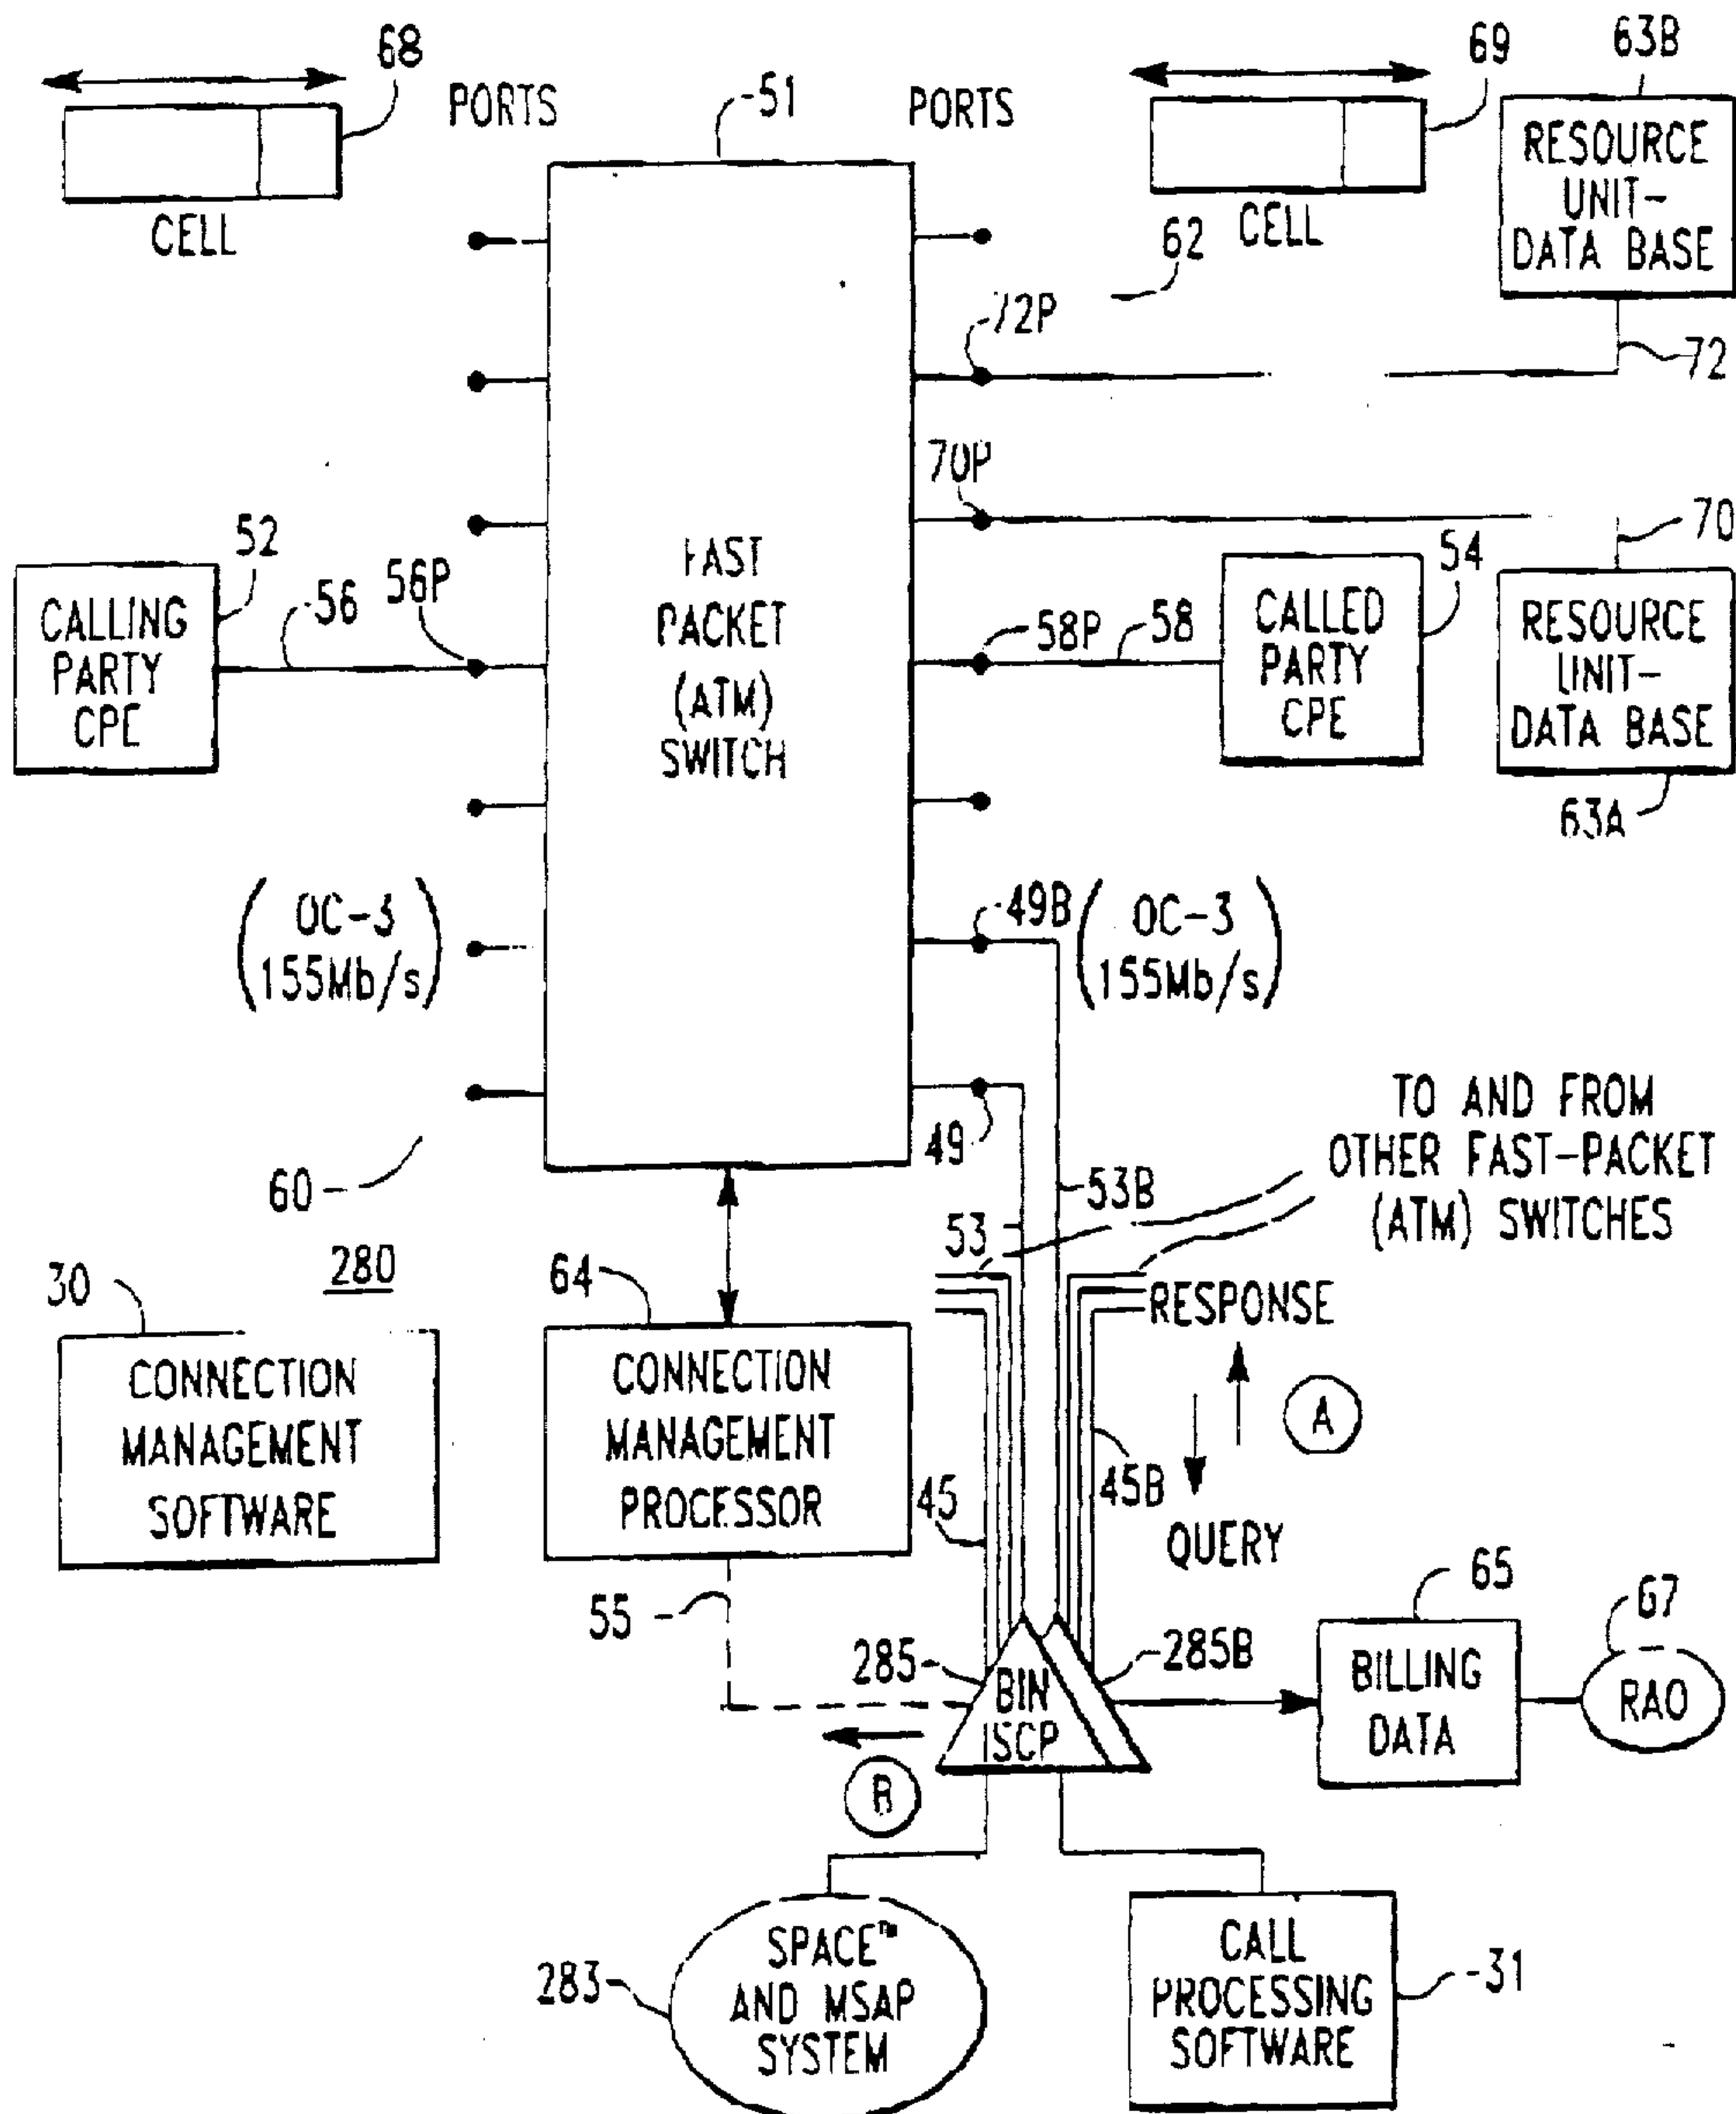 68
PORTS
51
PORTS
69
63B
CELL
CELL
62
RESOURCE
UNIT-
DATA BASE
72P
72
70P
70
52
CALLING
PARTY
CPE
56
56P
FAST
PACKET
(ATM)
SWITCH
58P
58
CALLED
PARTY
CPE
54
RESOURCE
UNIT-
DATA BASE
63A
(OC-3
155Mb/s)
49B
(OC-3
155Mb/s)
49
60
53
53B
TO AND FROM
OTHER FAST-PACKET
(ATM) SWITCHES
30
280
64
CONNECTION
MANAGEMENT
SOFTWARE
CONNECTION
MANAGEMENT
PROCESSOR
RESPONSE
A
45
45B
QUERY
55
285
BIN
ISCP
285B
65
BILLING
DATA
67
RAO
B
283
SPACE™
AND MSAP
SYSTEM
CALL
PROCESSING
SOFTWARE
31